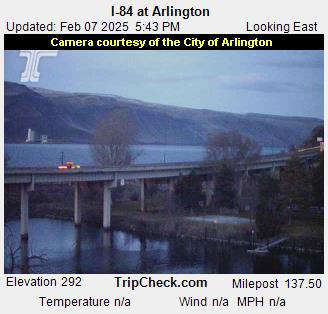 I-84 at Arlington
Updated: Feb 07 2025 5:43 PM Looking East
Camera courtesy of the City of Arlington
Elevation 292 TripCheck.com Milepost 137.50
Temperature n/a Wind n/a MPH n/a